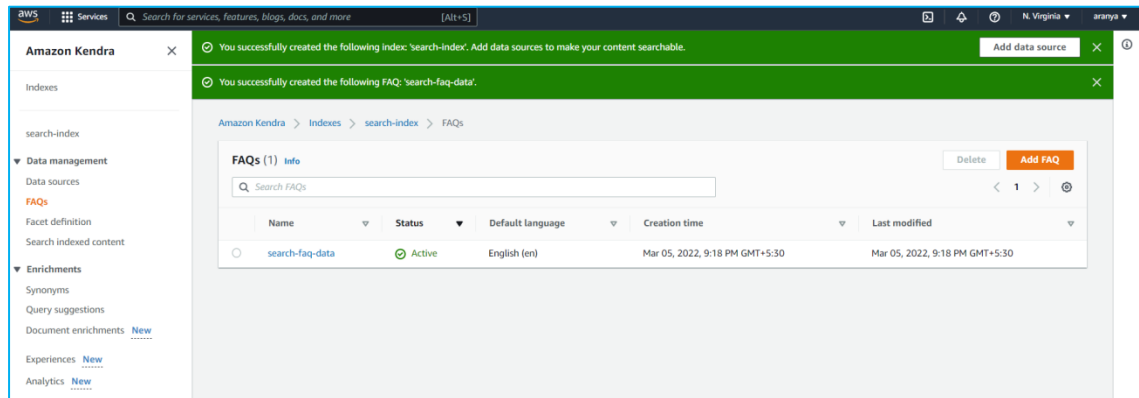 aws Services Search for services, features, blogs, docs, and more [Alt+S] N. Virginia aranya
Amazon Kendra
You successfully created the following index: 'search-index'. Add data sources to make your content searchable. Add data source
Indexes
You successfully created the following FAQ: 'search-faq-data'.
Amazon Kendra > Indexes > search-index > FAQs
search-index
Data management
Data sources
FAQs
Facet definition
Search indexed content
Enrichments
Synonyms
Query suggestions
Document enrichments New
Experiences New
Analytics New
FAQs (1) Info Delete Add FAQ
Search FAQs < 1 >
Name Status Default language Creation time Last modified
search-faq-data Active English (en) Mar 05, 2022, 9:18 PM GMT+5:30 Mar 05, 2022, 9:18 PM GMT+5:30